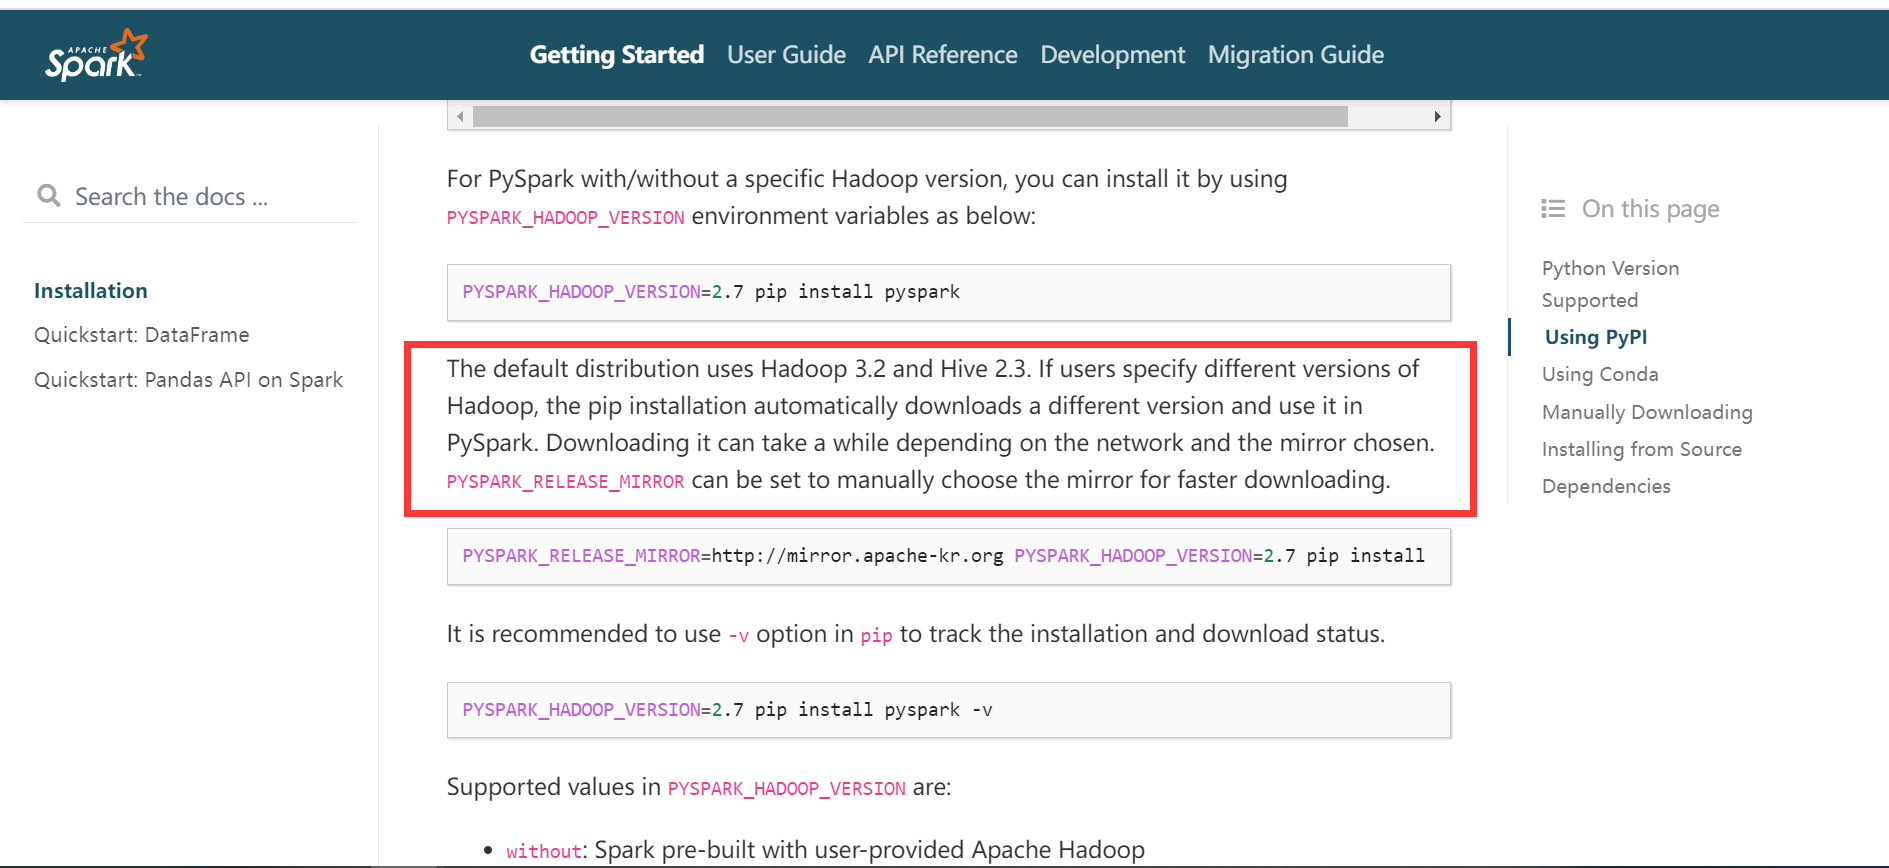 APACHE
Spark
Getting Started User Guide API Reference Development Migration Guide
Search the docs ...
Installation
Quickstart: DataFrame
Quickstart: Pandas API on Spark
For PySpark with/without a specific Hadoop version, you can install it by using
PYSPARK_HADOOP_VERSION environment variables as below:
PYSPARK_HADOOP_VERSION=2.7 pip install pyspark
The default distribution uses Hadoop 3.2 and Hive 2.3. If users specify different versions of
Hadoop, the pip installation automatically downloads a different version and use it in
PySpark. Downloading it can take a while depending on the network and the mirror chosen.
PYSPARK_RELEASE_MIRROR can be set to manually choose the mirror for faster downloading.
PYSPARK_RELEASE_MIRROR=http://mirror.apache-kr.org PYSPARK_HADOOP_VERSION=2.7 pip install
It is recommended to use -v option in pip to track the installation and download status.
PYSPARK_HADOOP_VERSION=2.7 pip install pyspark -v
Supported values in PYSPARK_HADOOP_VERSION are:
• without: Spark pre-built with user-provided Apache Hadoop
On this page
Python Version
Supported
Using PyPI
Using Conda
Manually Downloading
Installing from Source
Dependencies